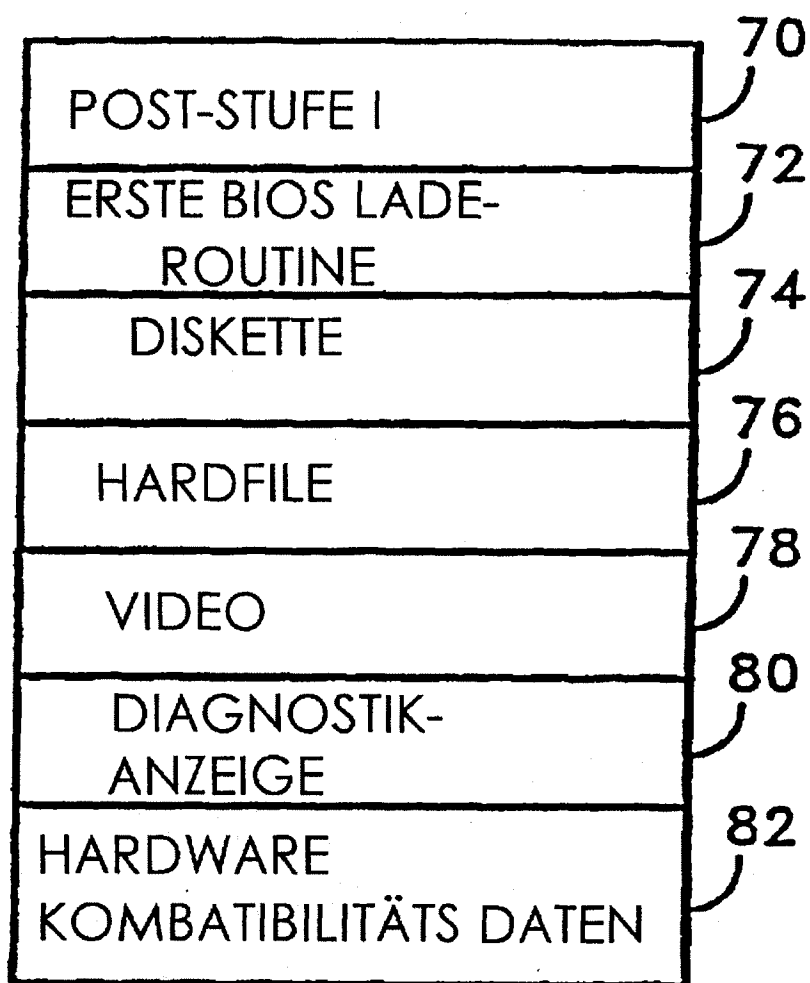 70
POST-STUFE I
72
ERSTE BIOS LADE-
ROUTINE
74
DISKETTE
76
HARDFILE
78
VIDEO
80
DIAGNOSTIK-
ANZEIGE
82
HARDWARE
KOMBATIBILITÄTS DATEN